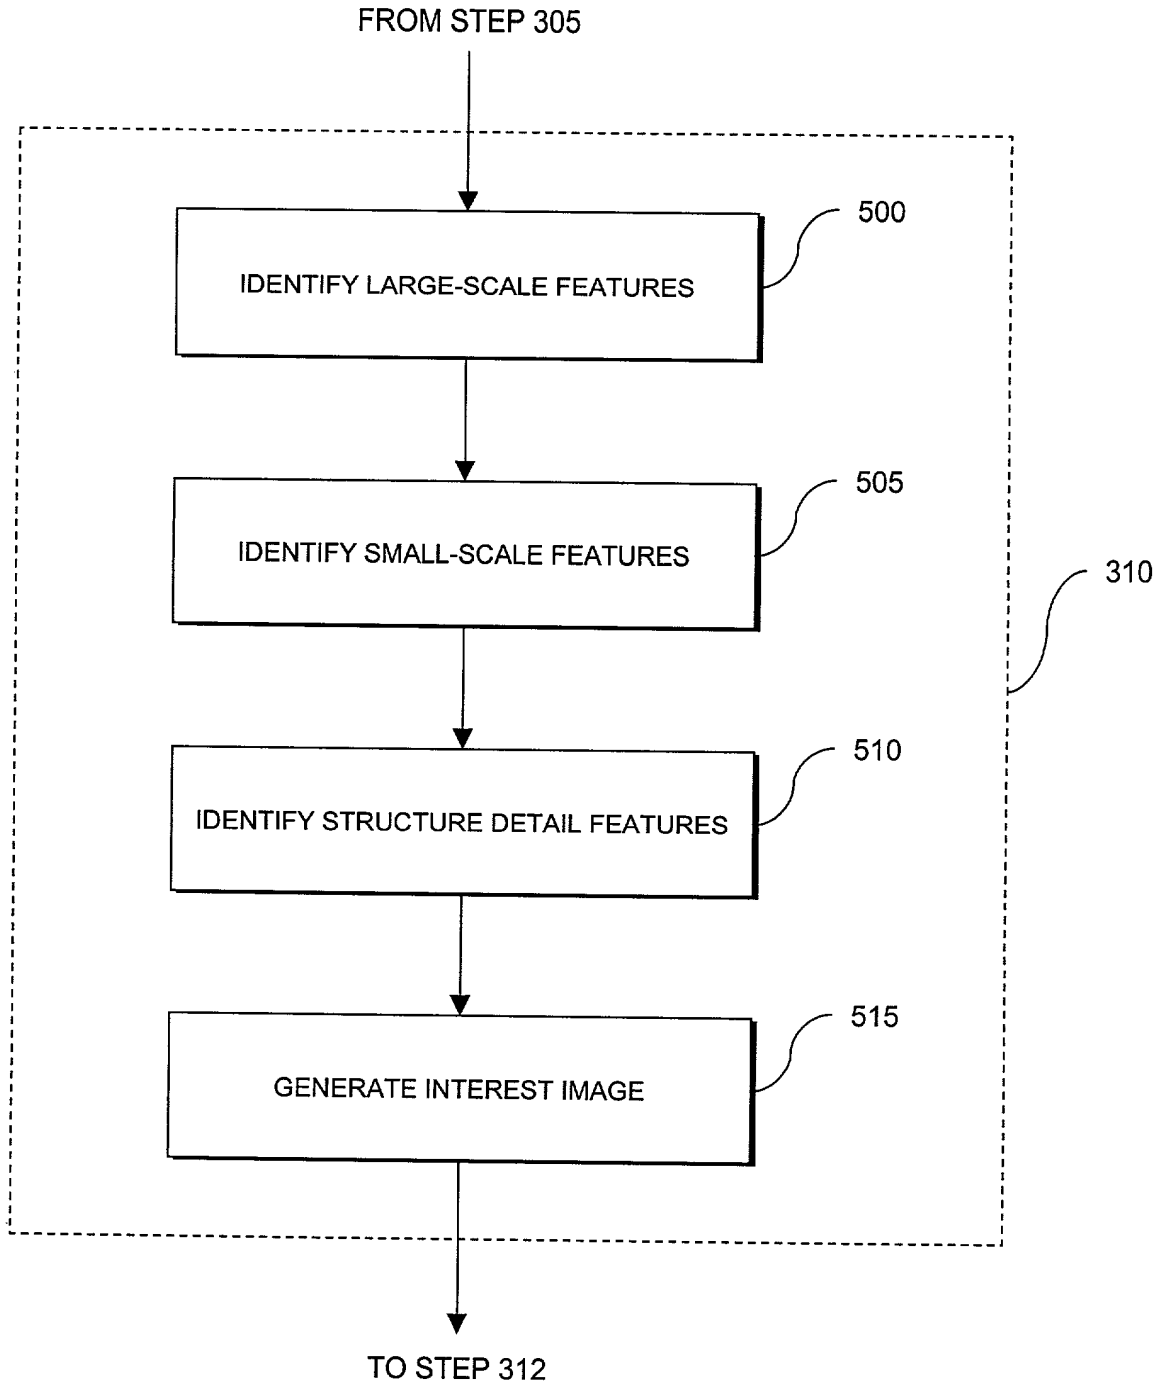 FROM STEP 305
500
IDENTIFY LARGE-SCALE FEATURES
505
IDENTIFY SMALL-SCALE FEATURES
310
510
IDENTIFY STRUCTURE DETAIL FEATURES
515
GENERATE INTEREST IMAGE
TO STEP 312